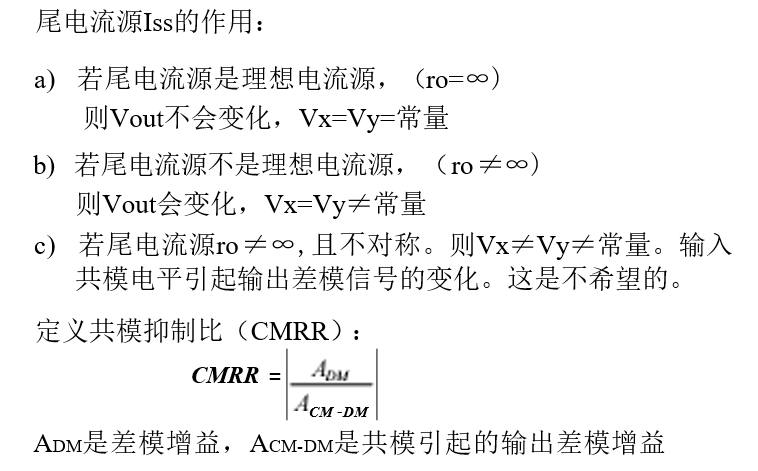 尾电流源Iss的作用：
a) 若尾电流源是理想电流源，（ro=∞）
则Vout不会变化，Vx=Vy=常量
b) 若尾电流源不是理想电流源，（ro≠∞）
则Vout会变化，Vx=Vy≠常量
c) 若尾电流源ro≠∞,且不对称。则Vx≠Vy≠常量。输入
共模电平引起输出差模信号的变化。这是不希望的。
定义共模抑制比（CMRR）：
CMRR = |A_DM / A_CM-DM|
ADM是差模增益，ACM-DM是共模引起的输出差模增益